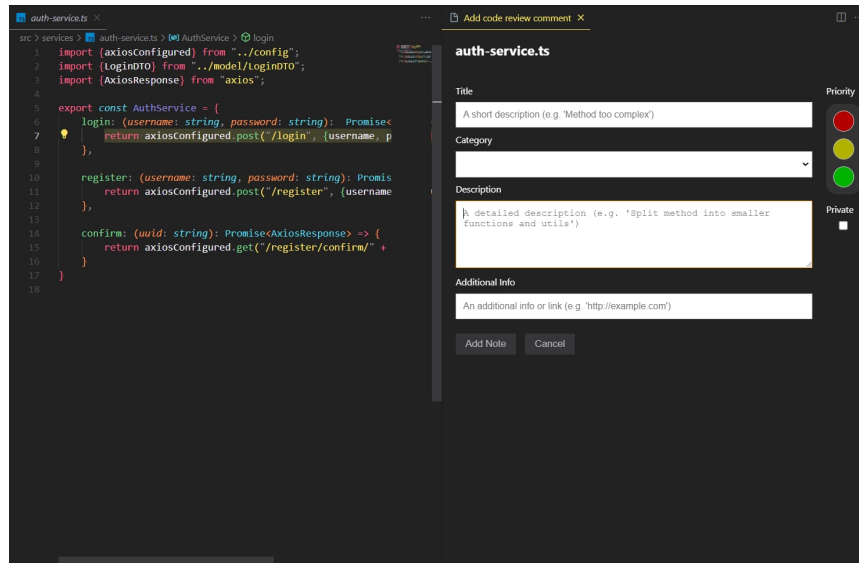 auth-service.ts
src > services > auth-service.ts > AuthService > login
1 import {axiosConfigured} from "../config";
2 import {LoginDTO} from "../model/LoginDTO";
3 import {AxiosResponse} from "axios";
4
5 export const AuthService = {
6 login: (username: string, password: string): Promise<
7 return axiosConfigured.post("/login", {username, p
8 },
9
10 register: (username: string, password: string): Promis
11 return axiosConfigured.post("/register", {username
12 },
13
14 confirm: (uuid: string): Promise<AxiosResponse> => {
15 return axiosConfigured.get("/register/confirm/" +
16 }
17 }
18
Add code review comment
auth-service.ts
Title
Priority
A short description (e.g. 'Method too complex')
Category
Description
A detailed description (e.g. 'Split method into smaller
functions and utils')
Private
Additional Info
An additional info or link (e.g. 'http://example.com')
Add Note Cancel